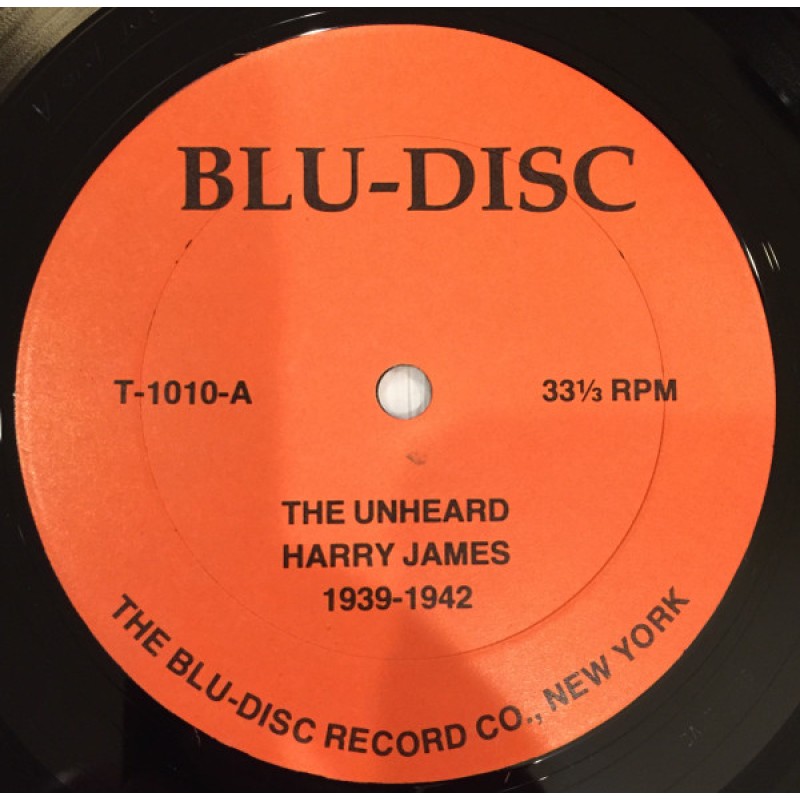 BLU-DISC
T-1010-A
33⅓ RPM
THE UNHEARD
HARRY JAMES
1939-1942
THE BLU-DISC RECORD CO., NEW YORK